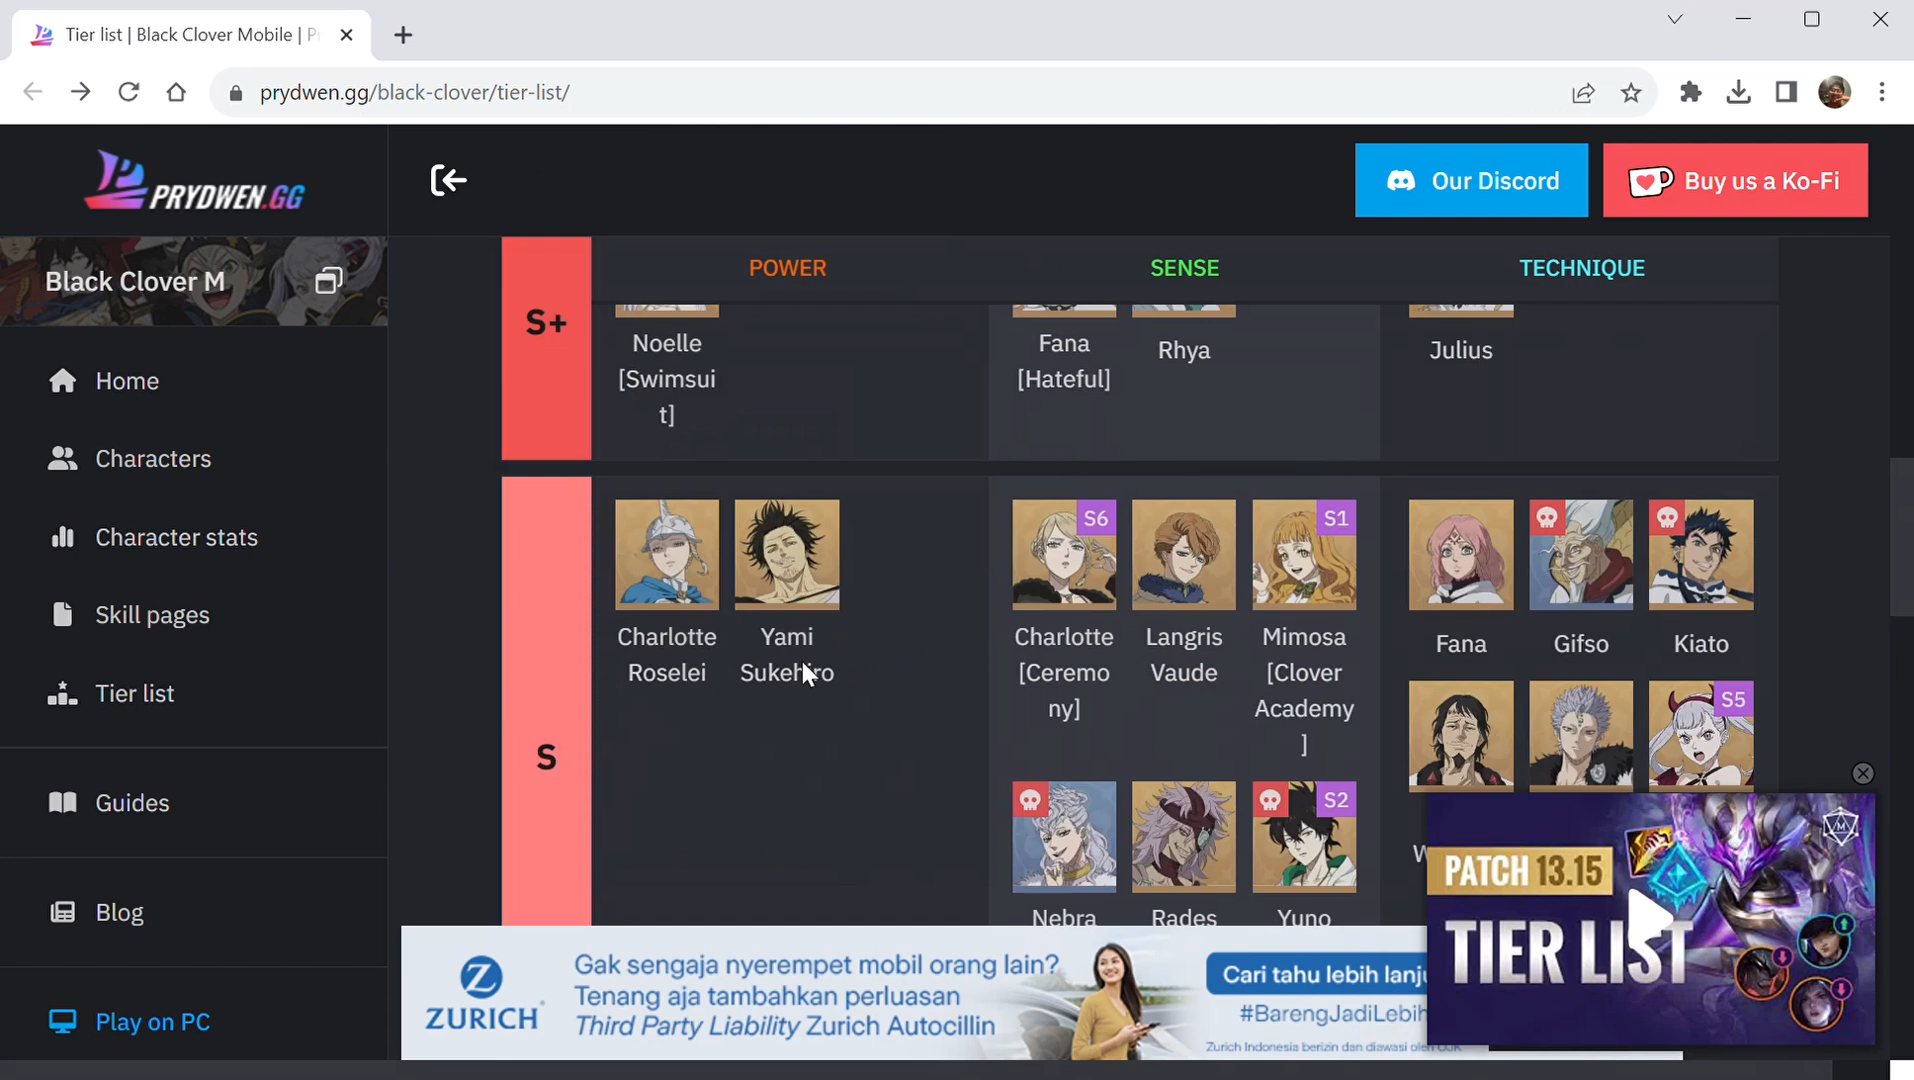 Tier list | Black Clover Mobile | P
prydwen.gg/black-clover/tier-list/
PRYDWEN.GG
Our Discord
Buy us a Ko-Fi
Black Clover M
Home
Characters
Character stats
Skill pages
Tier list
Guides
Blog
Play on PC
POWER
SENSE
TECHNIQUE
S+
Noelle
[Swimsui
t]
Fana
[Hateful]
Rhya
Julius
S
Charlotte
Roselei
Yami
Sukehiro
S6
Charlotte
[Ceremo
ny]
Langris
Vaude
S1
Mimosa
[Clover
Academy
]
Fana
Gifso
Kiato
S5
Nebra
Rades
S2
Yuno
PATCH 13.15
TIER LIST
Z
ZURICH
Gak sengaja nyerempet mobil orang lain?
Tenang aja tambahkan perluasan
Third Party Liability Zurich Autocillin
Cari tahu lebih lanju
#BarengJadiLebih
Zurich Indonesia berizin dan diawasi oleh OJK